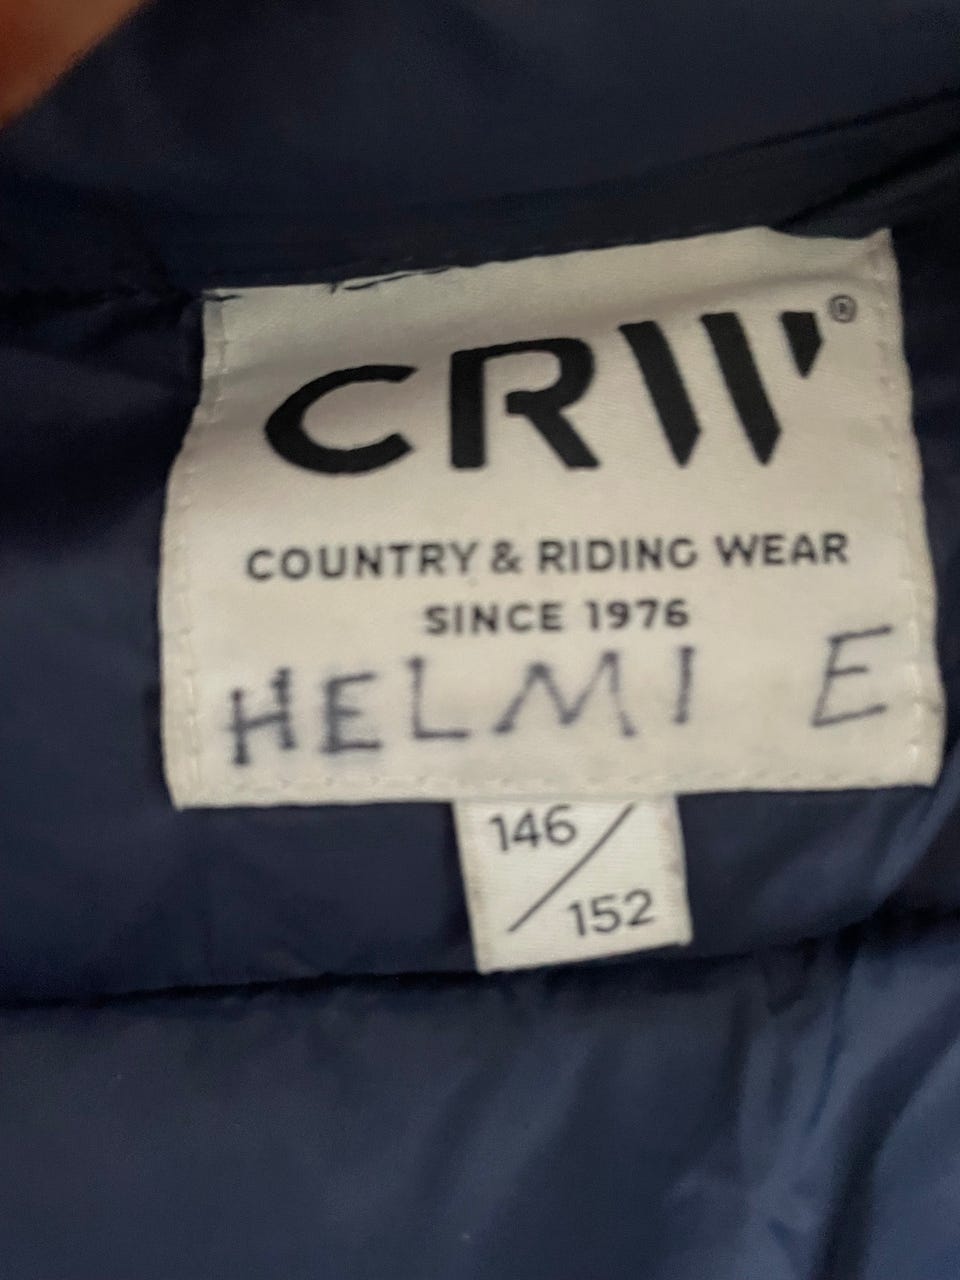 CRW®
COUNTRY & RIDING WEAR
SINCE 1976
HELMI E
146/
152